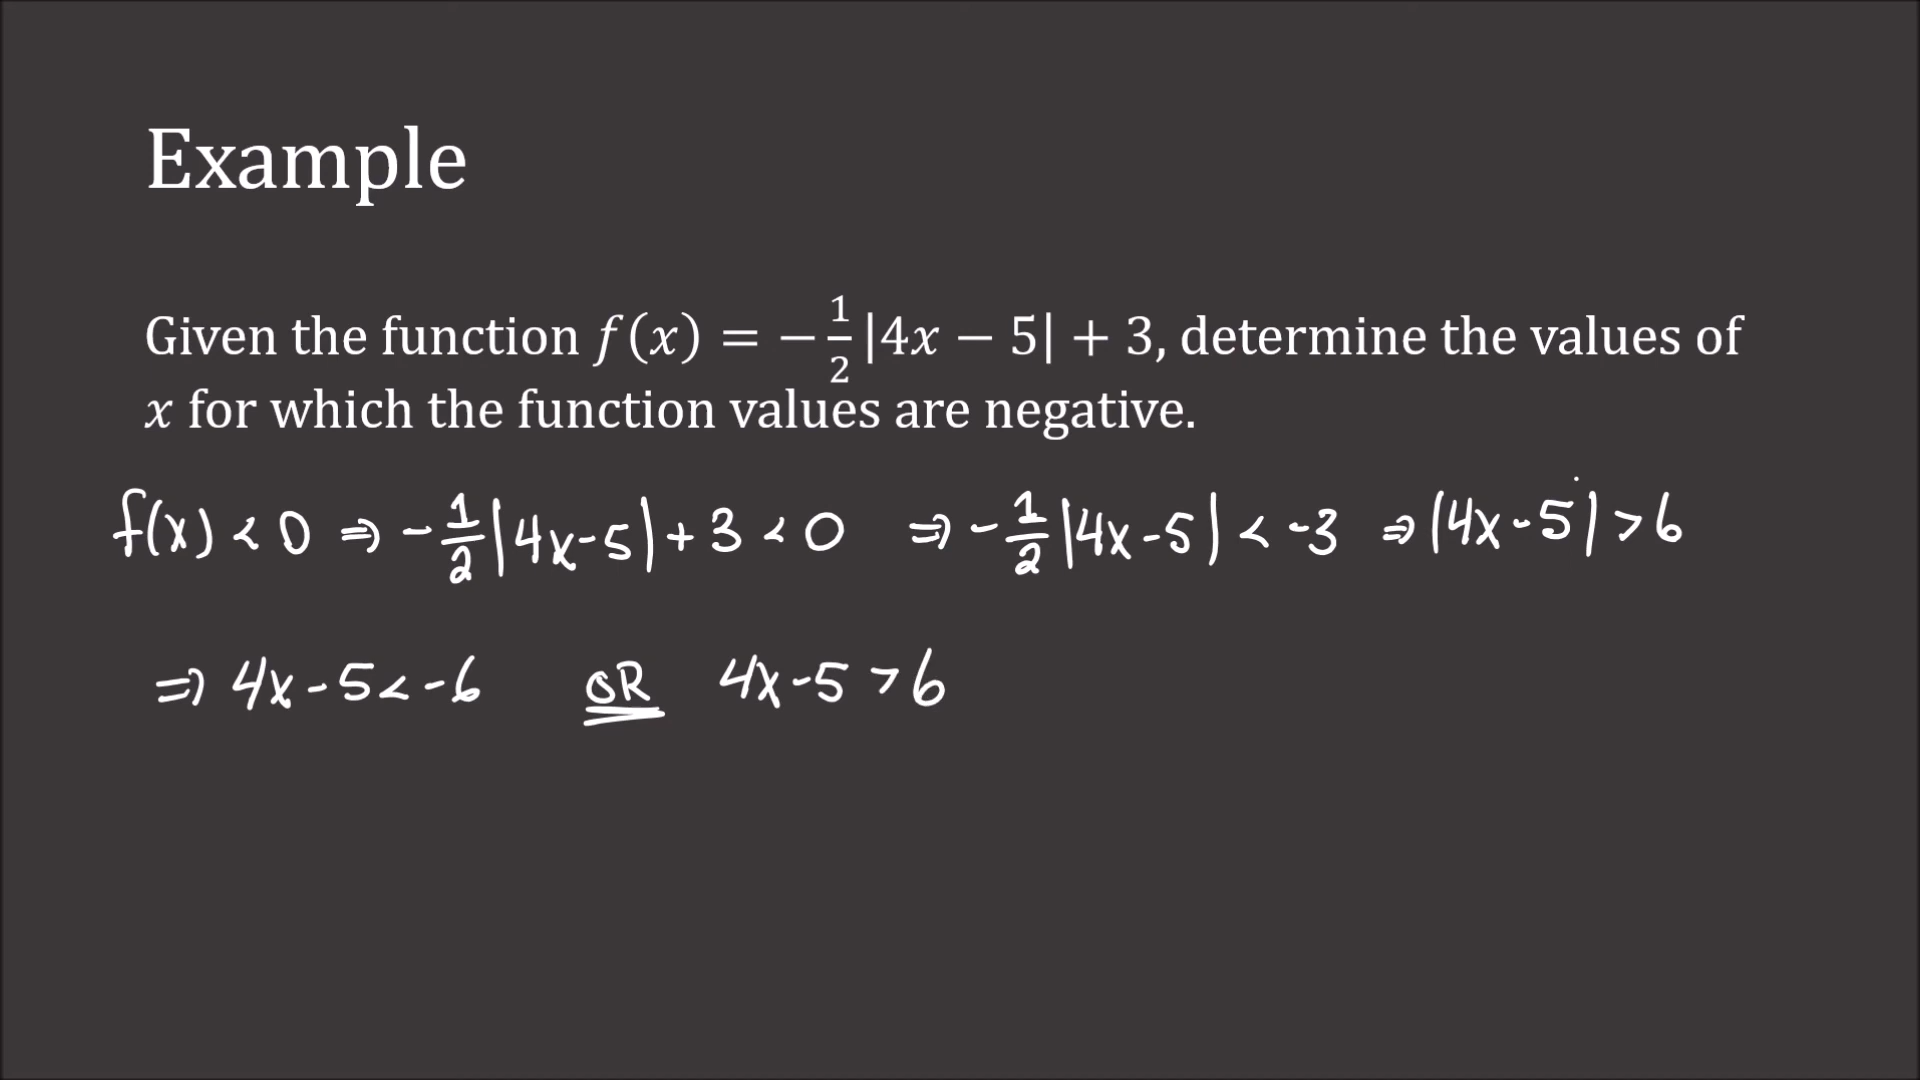 Example
Given the function f(x) = −½|4x − 5| + 3, determine the values of
x for which the function values are negative.
f(x) < 0 ⇒ -½|4x-5| + 3 < 0 ⇒ -½|4x-5| < -3 ⇒ |4x-5| > 6
⇒ 4x-5 < -6 OR 4x-5 > 6